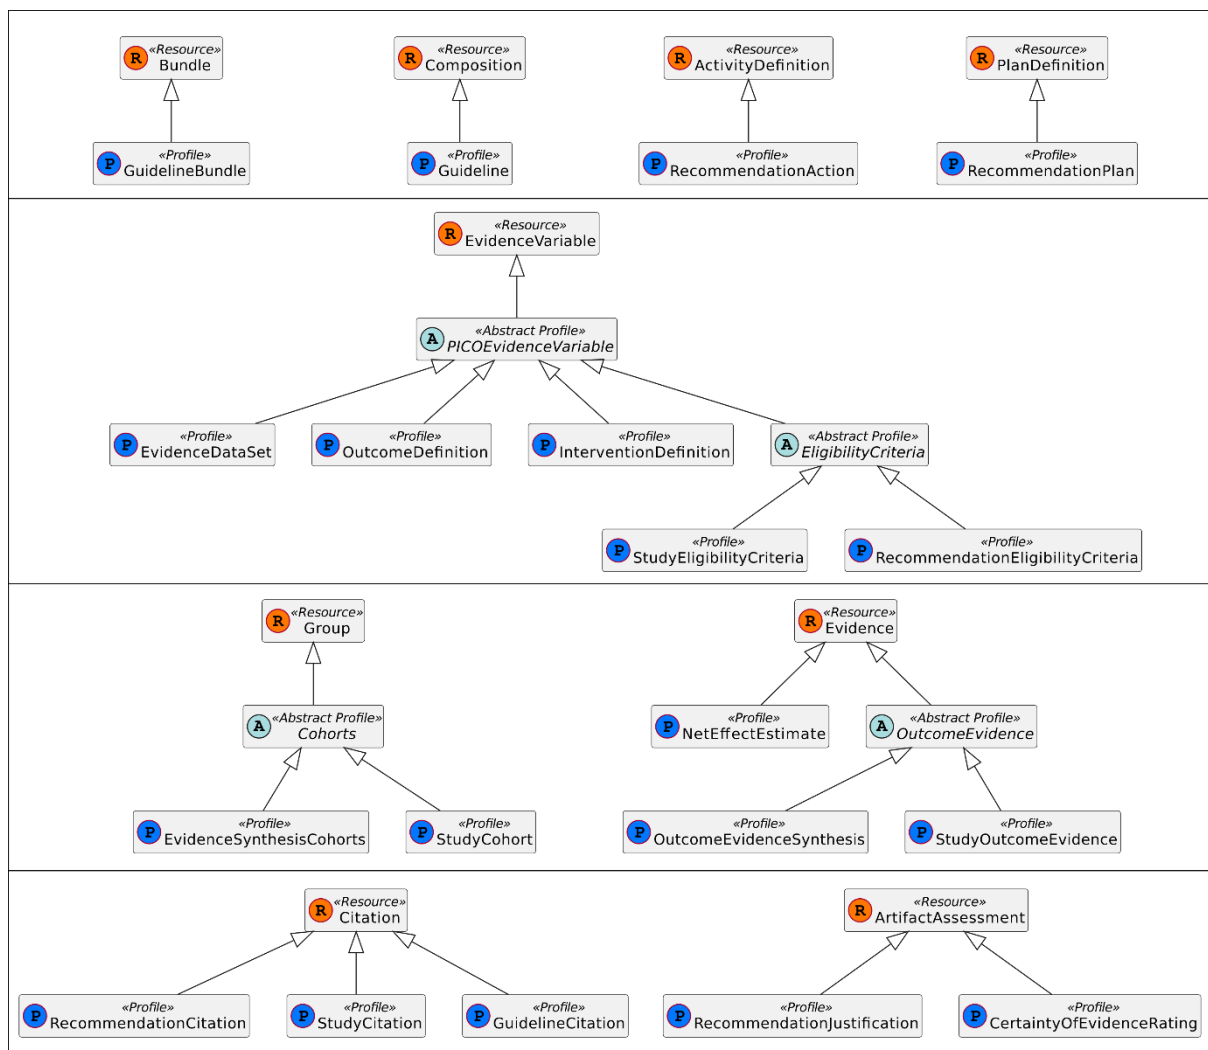 R «Resource»
Bundle
R «Resource»
Composition
R «Resource»
ActivityDefinition
R «Resource»
PlanDefinition
P «Profile»
GuidelineBundle
P «Profile»
Guideline
P «Profile»
RecommendationAction
P «Profile»
RecommendationPlan
R «Resource»
EvidenceVariable
A «Abstract Profile»
PICOEvidenceVariable
P «Profile»
EvidenceDataSet
P «Profile»
OutcomeDefinition
P «Profile»
InterventionDefinition
A «Abstract Profile»
EligibilityCriteria
P «Profile»
StudyEligibilityCriteria
P «Profile»
RecommendationEligibilityCriteria
R «Resource»
Group
R «Resource»
Evidence
A «Abstract Profile»
Cohorts
P «Profile»
NetEffectEstimate
A «Abstract Profile»
OutcomeEvidence
P «Profile»
EvidenceSynthesisCohorts
P «Profile»
StudyCohort
P «Profile»
OutcomeEvidenceSynthesis
P «Profile»
StudyOutcomeEvidence
R «Resource»
Citation
R «Resource»
ArtifactAssessment
P «Profile»
RecommendationCitation
P «Profile»
StudyCitation
P «Profile»
GuidelineCitation
P «Profile»
RecommendationJustification
P «Profile»
CertaintyOfEvidenceRating